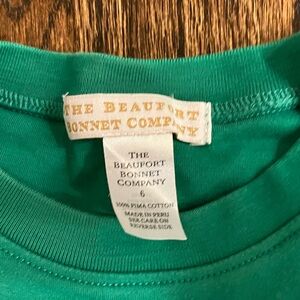 THE BEAUFORT
BONNET COMPANY
THE
BEAUFORT
BONNET
COMPANY
6
100% PIMA COTTON
MADE IN PERU
SEE CARE ON
REVERSE SIDE